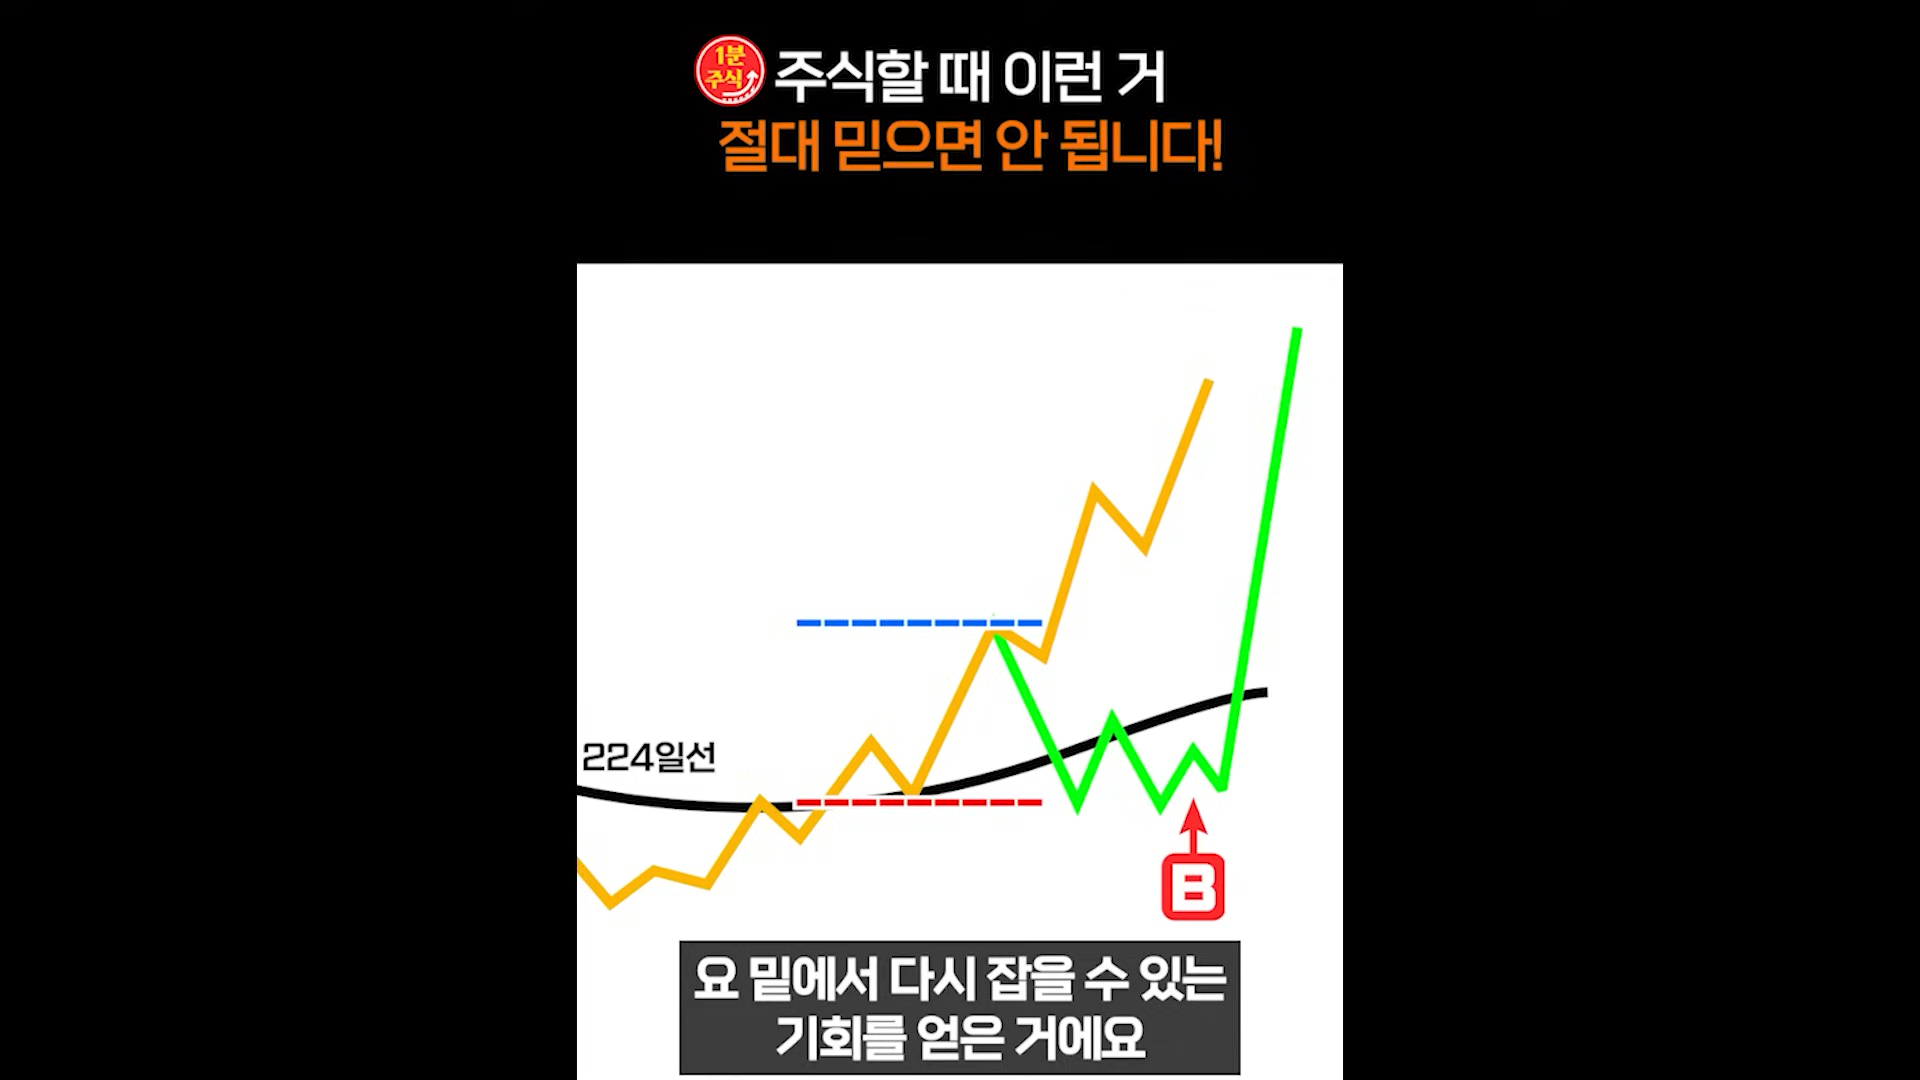 1분
주식
주식할 때 이런 거
절대 믿으면 안 됩니다!
224일선
B
요 밑에서 다시 잡을 수 있는
기회를 얻은 거에요